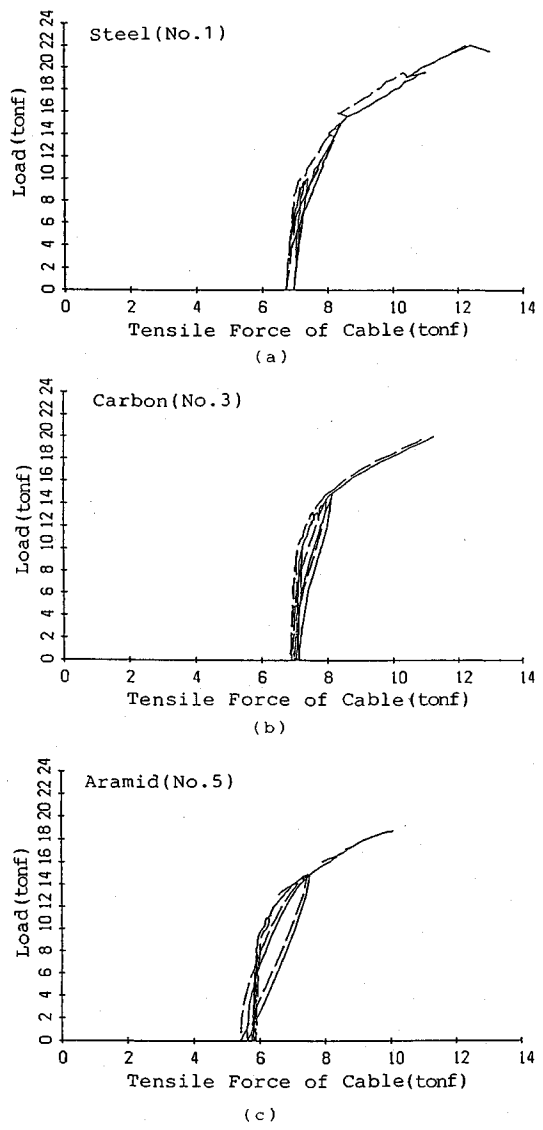 Steel(No.1)
Load(tonf)
0 2 4 6 8 10 12 14 16 18 20 22 24
0 2 4 6 8 10 12 14
Tensile Force of Cable(tonf)
(a)
Carbon(No.3)
Load(tonf)
0 2 4 6 8 10 12 14 16 18 20 22 24
0 2 4 6 8 10 12 14
Tensile Force of Cable(tonf)
(b)
Aramid(No.5)
Load(tonf)
0 2 4 6 8 10 12 14 16 18 20 22 24
0 2 4 6 8 10 12 14
Tensile Force of Cable(tonf)
(c)